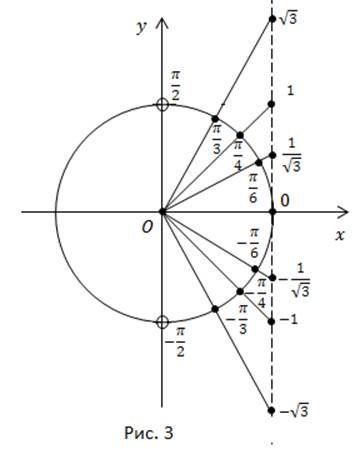 y
√3
π/2
1
π/3
π/4
1/√3
π/6
0
O
x
-π/6
-1/√3
-π/4
-π/3
-1
-π/2
-√3
Рис. 3